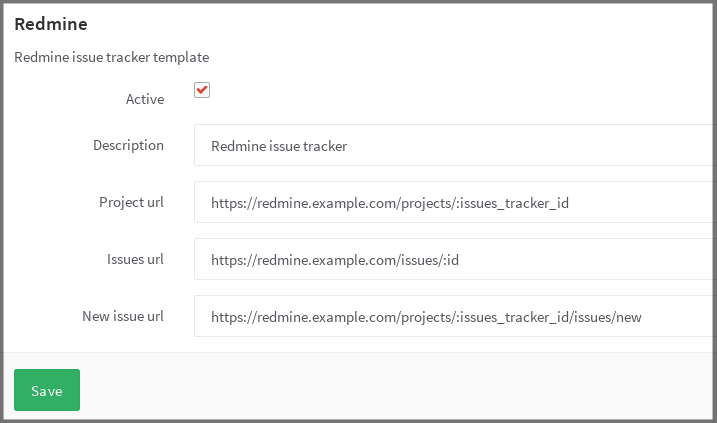 Redmine
Redmine issue tracker template
Active
Description Redmine issue tracker
Project url https://redmine.example.com/projects/:issues_tracker_id
Issues url https://redmine.example.com/issues/:id
New issue url https://redmine.example.com/projects/:issues_tracker_id/issues/new
Save